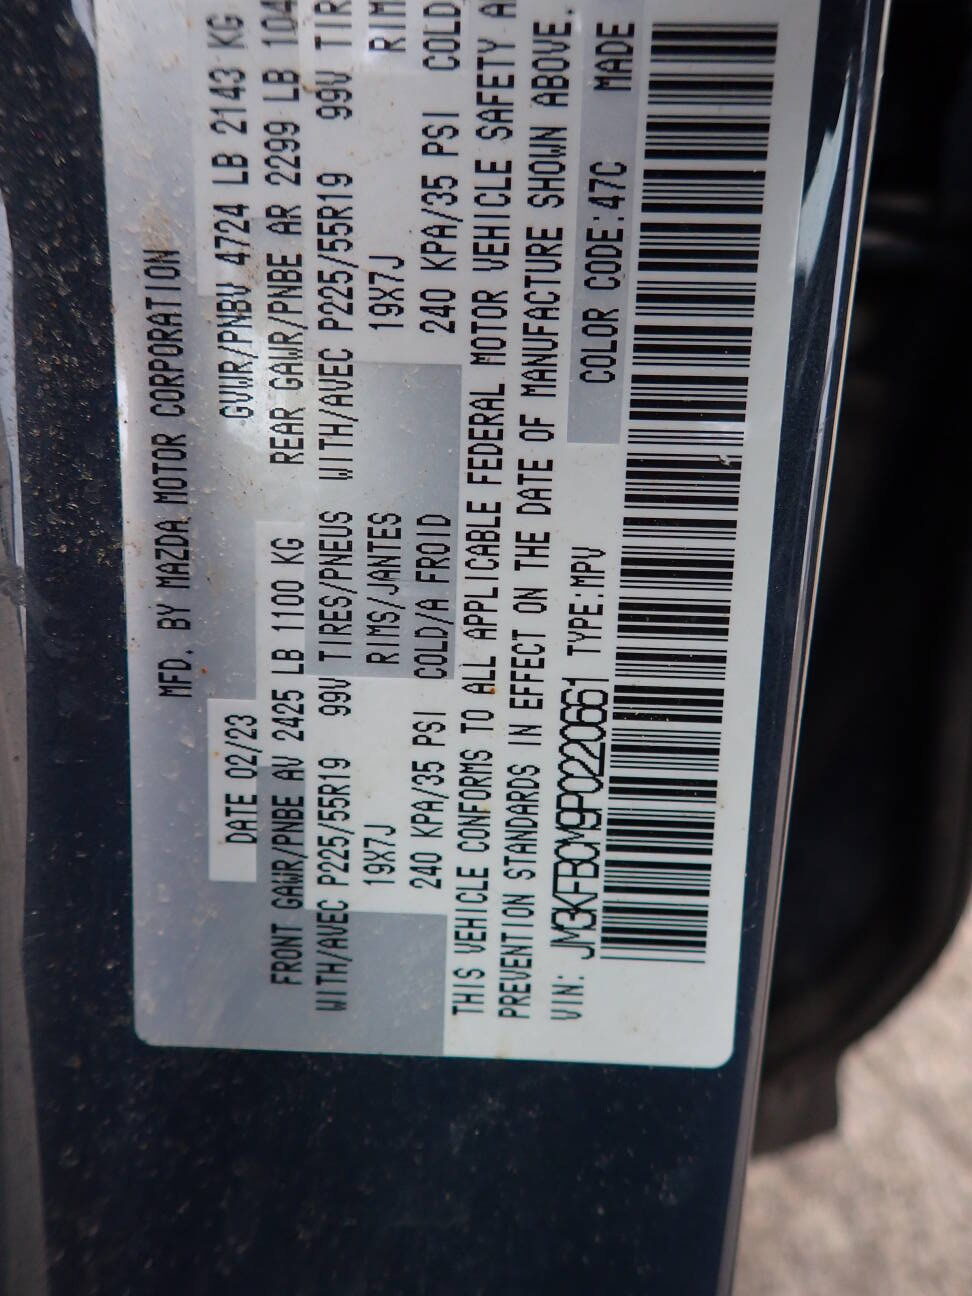 MFD. BY MAZDA MOTOR CORPORATION
DATE 02/23 GVWR/PNBV 4724 LB 2143 KG
FRONT GAWR/PNBE AV 2425 LB 1100 KG REAR GAWR/PNBE AR 2299 LB
WITH/AVEC P225/55R19 99V TIRES/PNEUS WITH/AVEC P225/55R19 99V
19X7J RIMS/JANTES 19X7J
240 KPA/35 PSI COLD/A FROID 240 KPA/35 PSI COLD
THIS VEHICLE CONFORMS TO ALL APPLICABLE FEDERAL MOTOR VEHICLE SAFETY
PREVENTION STANDARDS IN EFFECT ON THE DATE OF MANUFACTURE SHOWN ABOVE.
VIN: JM3KFBCM9P0220661 TYPE:MPV COLOR CODE:47C MADE